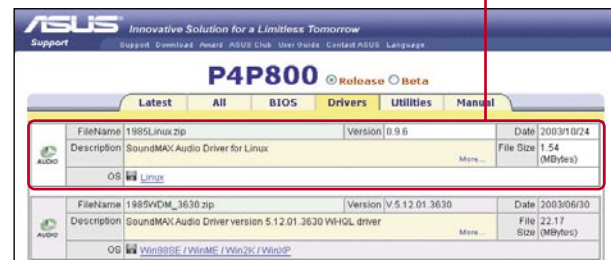 ASUS Innovative Solution for a Limitless Tomorrow
Support Support Download Award ASUS Club User Guide Contact ASUS Language
P4P800 Release Beta
Latest All BIOS Drivers Utilities Manual
FileName 1985Linux.zip Version 0.9.6 Date 2003/10/24
AUDIO Description SoundMAX Audio Driver for Linux More... File Size 1.54 (MBytes)
OS Linux
FileName 1985WDM_3630.zip Version V.5.12.01.3630 Date 2003/06/30
AUDIO Description SoundMAX Audio Driver version 5.12.01.3630 WHQL driver More... File Size 22.17 (MBytes)
OS Win98SE / WinME / Win2K / WinXP